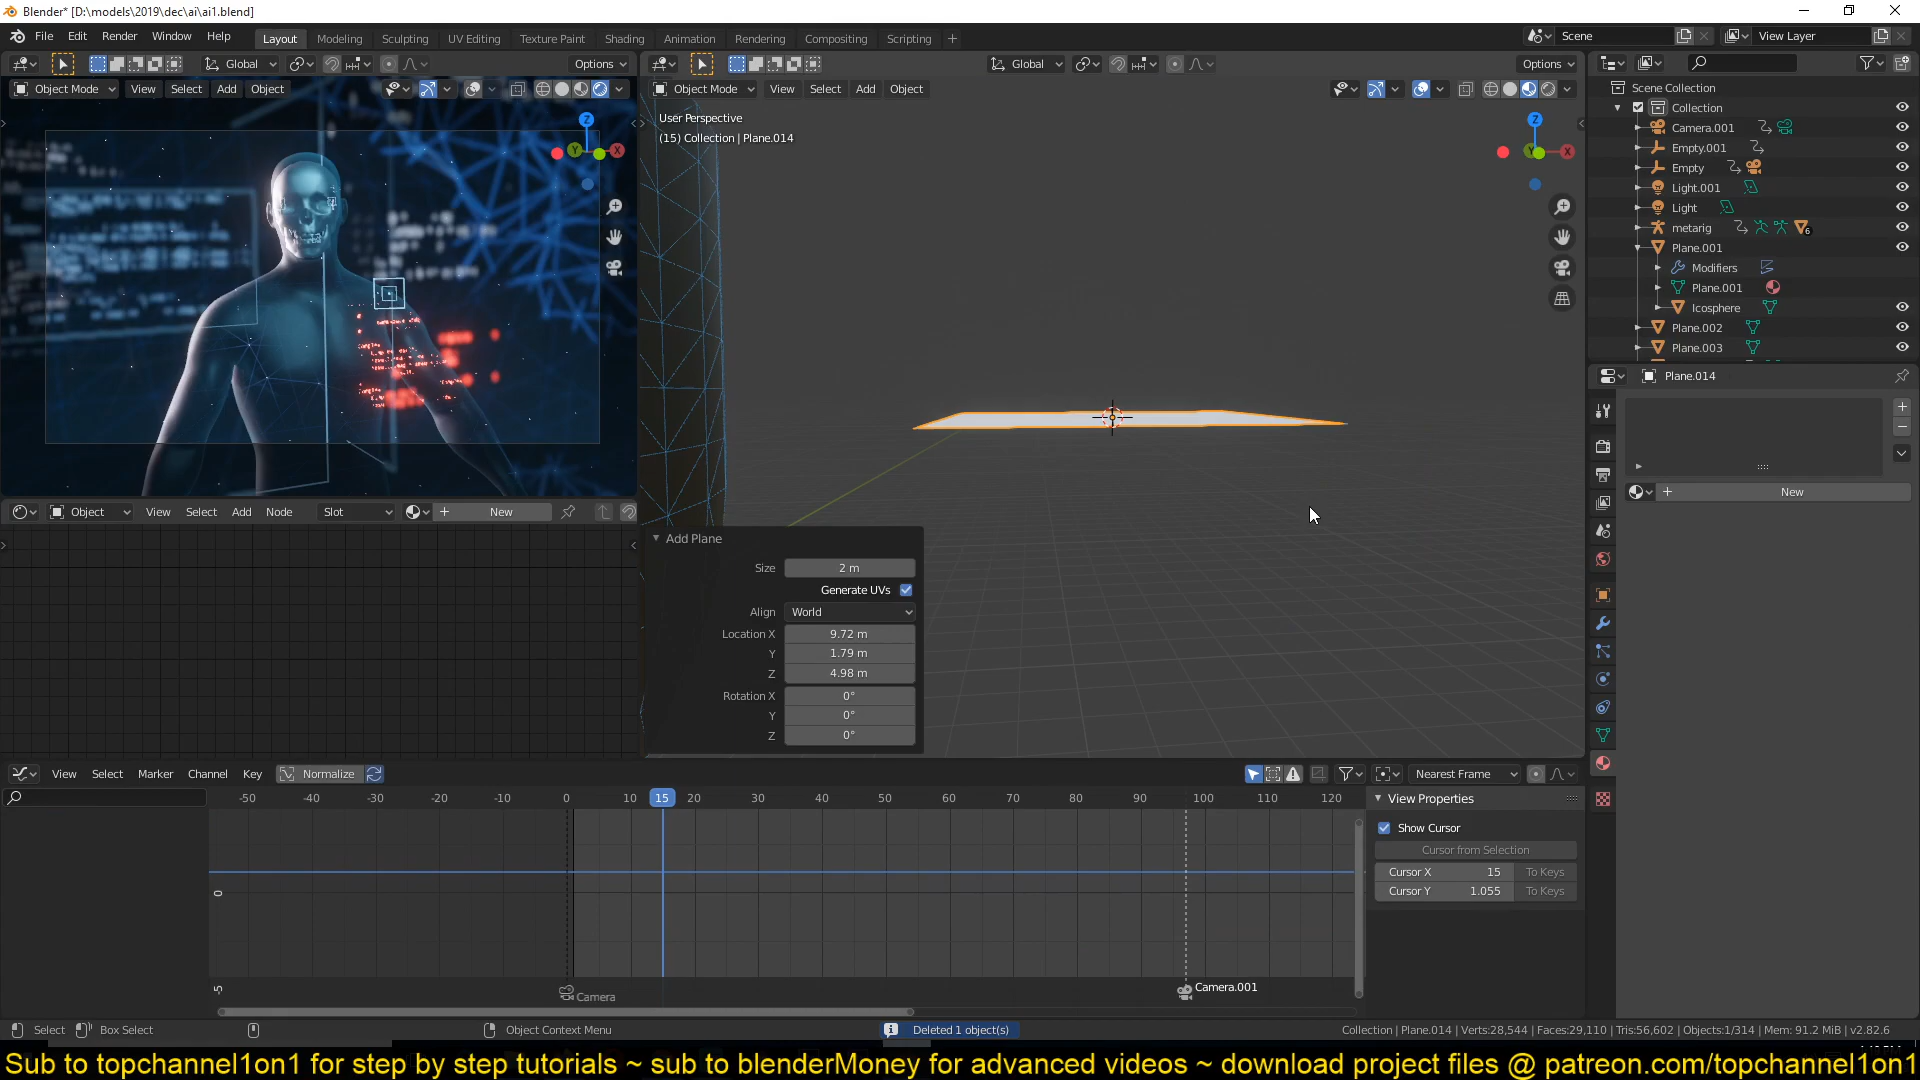 Blender* [D:\models\2019\dec\ai\ai1.blend]
File Edit Render Window Help Layout Modeling Sculpting UV Editing Texture Paint Shading Animation Rendering Compositing Scripting + Scene View Layer
Global Options Global Options
Object Mode View Select Add Object Object Mode View Select Add Object
User Perspective
(15) Collection | Plane.014
Z
Y
X
Z
Y
X
Scene Collection
Collection
Camera.001
Empty.001
Empty
Light.001
Light
metarig 6
Plane.001
Modifiers
Plane.001
Icosphere
Plane.002
Plane.003
Plane.014
New
Object View Select Add Node Slot New
Add Plane
Size 2 m
Generate UVs
Align World
Location X 9.72 m
Y 1.79 m
Z 4.98 m
Rotation X 0°
Y 0°
Z 0°
View Select Marker Channel Key Normalize Nearest Frame
-50 -40 -30 -20 -10 0 10 15 20 30 40 50 60 70 80 90 100 110 120
0
-5
Camera
Camera.001
View Properties
Show Cursor
Cursor from Selection
Cursor X 15 To Keys
Cursor Y 1.055 To Keys
Select Box Select Object Context Menu Deleted 1 object(s) Collection | Plane.014 | Verts:28,544 | Faces:29,110 | Tris:56,602 | Objects:1/314 | Mem: 91.2 MiB | v2.82.6
Sub to topchannel1on1 for step by step tutorials ~ sub to blenderMoney for advanced videos ~ download project files @ patreon.com/topchannel1on1